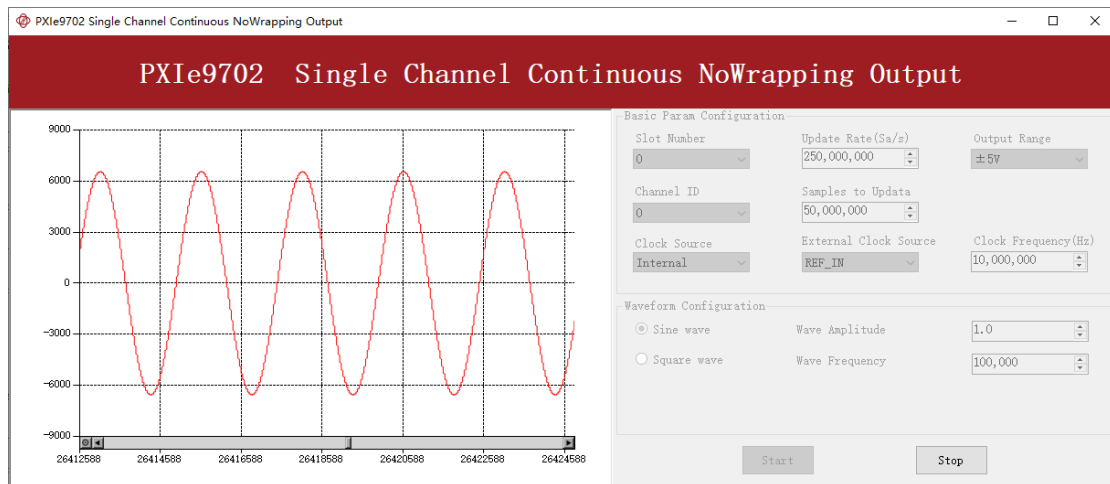 PXIe9702 Single Channel Continuous NoWrapping Output
PXIe9702 Single Channel Continuous NoWrapping Output
9000
6000
3000
0
-3000
-6000
-9000
26412588 26414588 26416588 26418588 26420588 26422588 26424588
Basic Param Configuration
Slot Number Update Rate(Sa/s) Output Range
0 250,000,000 ±5V
Channel ID Samples to Updata
0 50,000,000
Clock Source External Clock Source Clock Frequency(Hz)
Internal REF_IN 10,000,000
Waveform Configuration
Sine wave Wave Amplitude 1.0
Square wave Wave Frequency 100,000
Start Stop